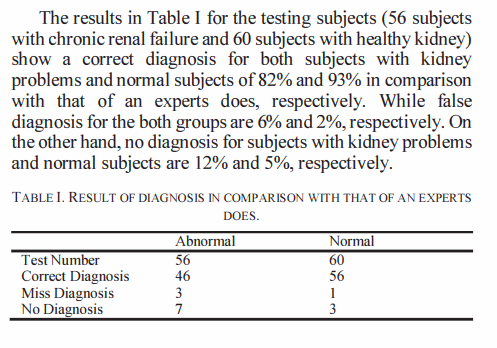 The results in Table I for the testing subjects (56 subjects
with chronic renal failure and 60 subjects with healthy kidney)
show a correct diagnosis for both subjects with kidney
problems and normal subjects of 82% and 93% in comparison
with that of an experts does, respectively. While false
diagnosis for the both groups are 6% and 2%, respectively. On
the other hand, no diagnosis for subjects with kidney problems
and normal subjects are 12% and 5%, respectively.
TABLE I. RESULT OF DIAGNOSIS IN COMPARISON WITH THAT OF AN EXPERTS
DOES.
Abnormal Normal
Test Number 56 60
Correct Diagnosis 46 56
Miss Diagnosis 3 1
No Diagnosis 7 3